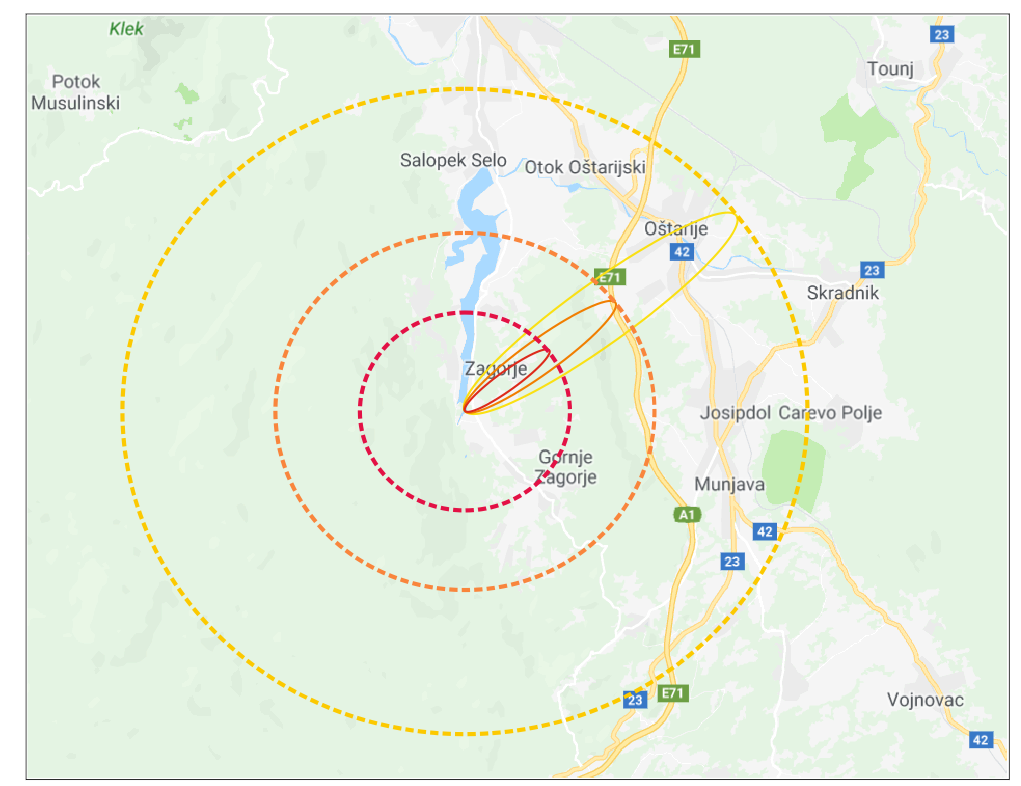 Klek
23
E71
Tounj
Potok
Musulinski
Salopek Selo
Otok Oštarijski
Oštarije
42
23
E71
Skradnik
Zagorje
Josipdol
Carevo Polje
Gornje
Zagorje
Munjava
A1
42
23
23
E71
Vojnovac
42